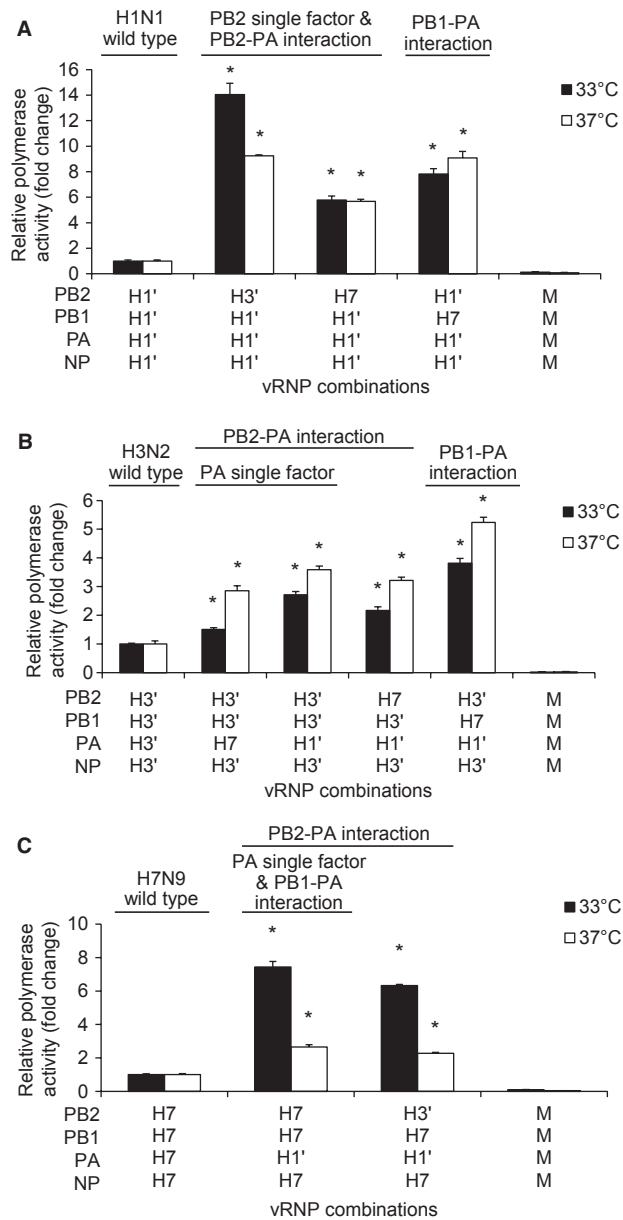 A
H1N1 wild type
PB2 single factor & PB2-PA interaction
PB1-PA interaction
Relative polymerase activity (fold change)
16
14
12
10
8
6
4
2
0
33°C
37°C
* * * * * *
PB2 H1' H3' H7 H1' M
PB1 H1' H1' H1' H7 M
PA H1' H1' H1' H1' M
NP H1' H1' H1' H1' M
vRNP combinations
B
H3N2 wild type
PB2-PA interaction
PA single factor
PB1-PA interaction
Relative polymerase activity (fold change)
6
5
4
3
2
1
0
33°C
37°C
* * * * * * * *
PB2 H3' H3' H3' H7 H3' M
PB1 H3' H3' H3' H3' H7 M
PA H3' H7 H1' H1' H1' M
NP H3' H3' H3' H3' H3' M
vRNP combinations
C
H7N9 wild type
PB2-PA interaction
PA single factor & PB1-PA interaction
Relative polymerase activity (fold change)
10
8
6
4
2
0
33°C
37°C
* * * *
PB2 H7 H7 H3' M
PB1 H7 H7 H7 M
PA H7 H1' H1' M
NP H7 H7 H7 M
vRNP combinations